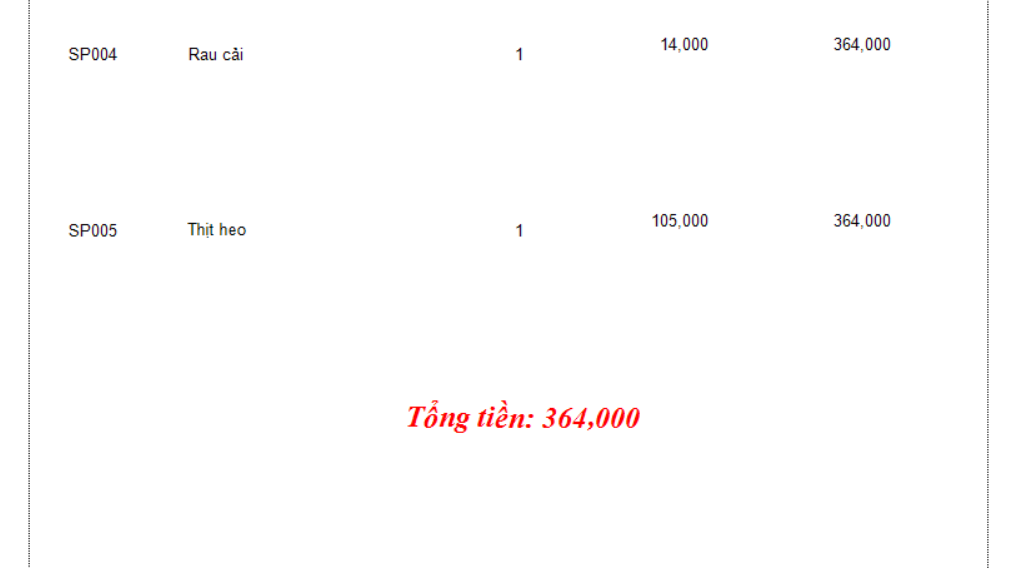 SP004 Rau cải 1 14,000 364,000
SP005 Thịt heo 1 105,000 364,000
Tổng tiền: 364,000